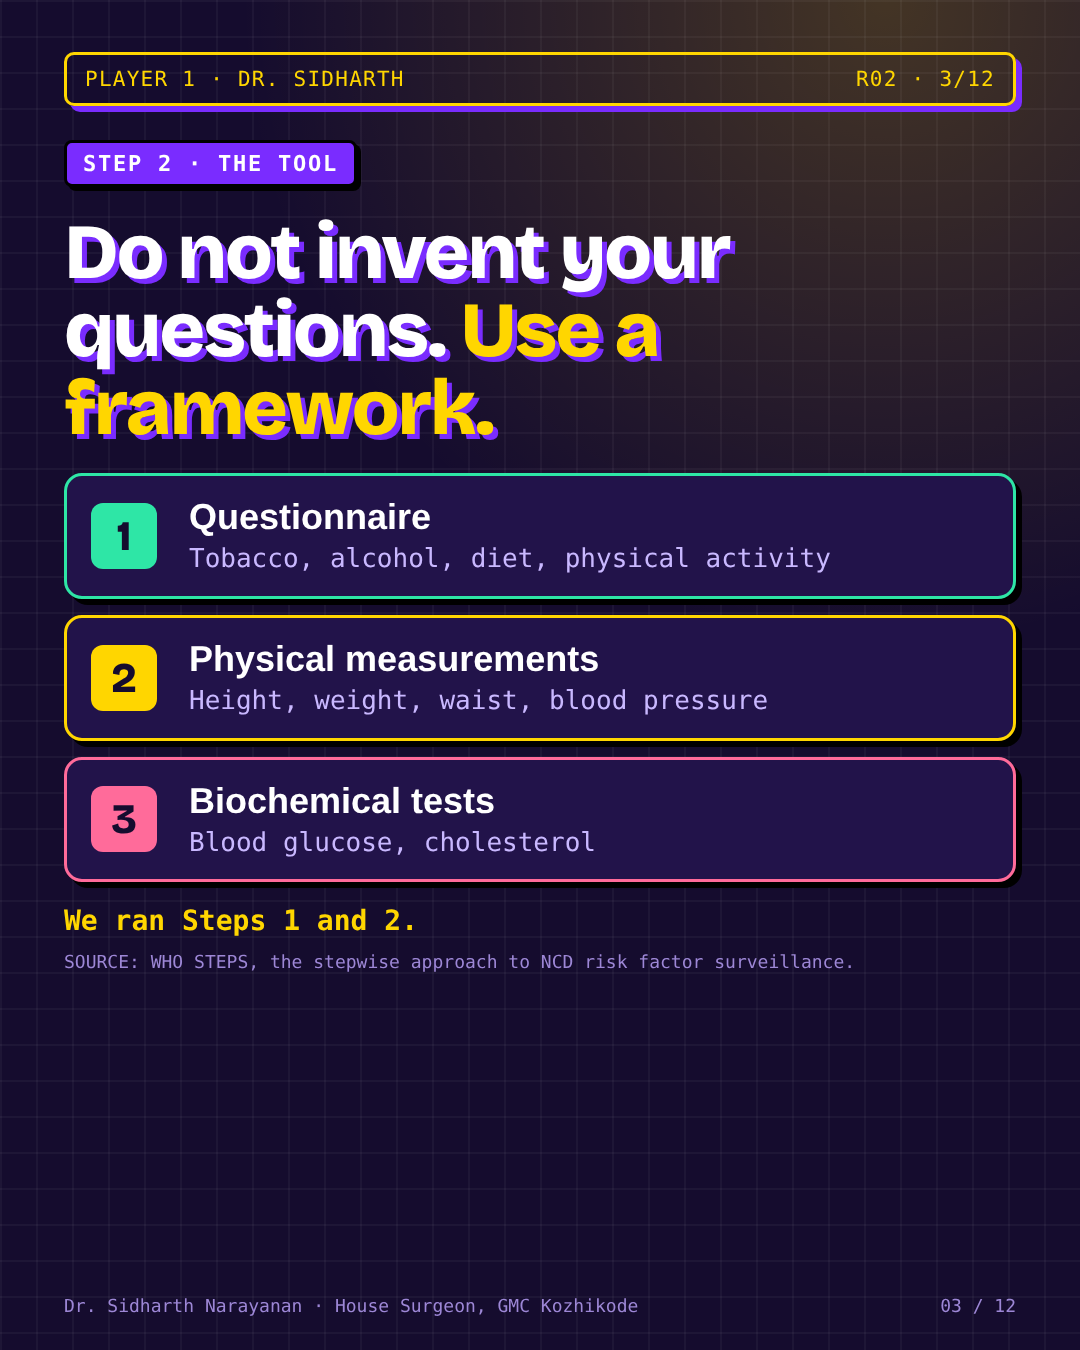 PLAYER 1 · DR. SIDHARTH
R02 · 3/12
STEP 2 · THE TOOL
Do not invent your
questions. Use a
framework.
1
Questionnaire
Tobacco, alcohol, diet, physical activity
2
Physical measurements
Height, weight, waist, blood pressure
3
Biochemical tests
Blood glucose, cholesterol
We ran Steps 1 and 2.
SOURCE: WHO STEPS, the stepwise approach to NCD risk factor surveillance.
Dr. Sidharth Narayanan · House Surgeon, GMC Kozhikode
03 / 12